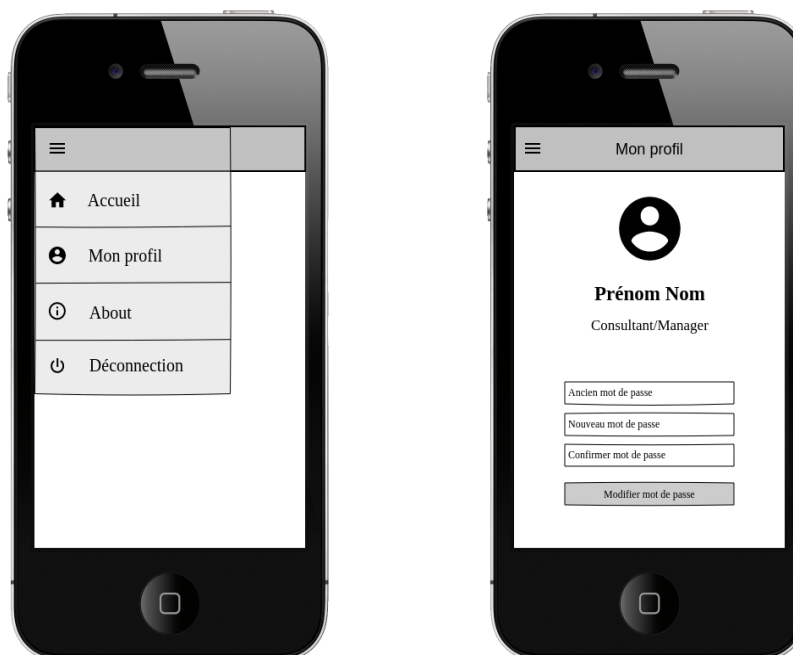 Accueil
Mon profil
About
Déconnection
Mon profil
Prénom Nom
Consultant/Manager
Ancien mot de passe
Nouveau mot de passe
Confirmer mot de passe
Modifier mot de passe